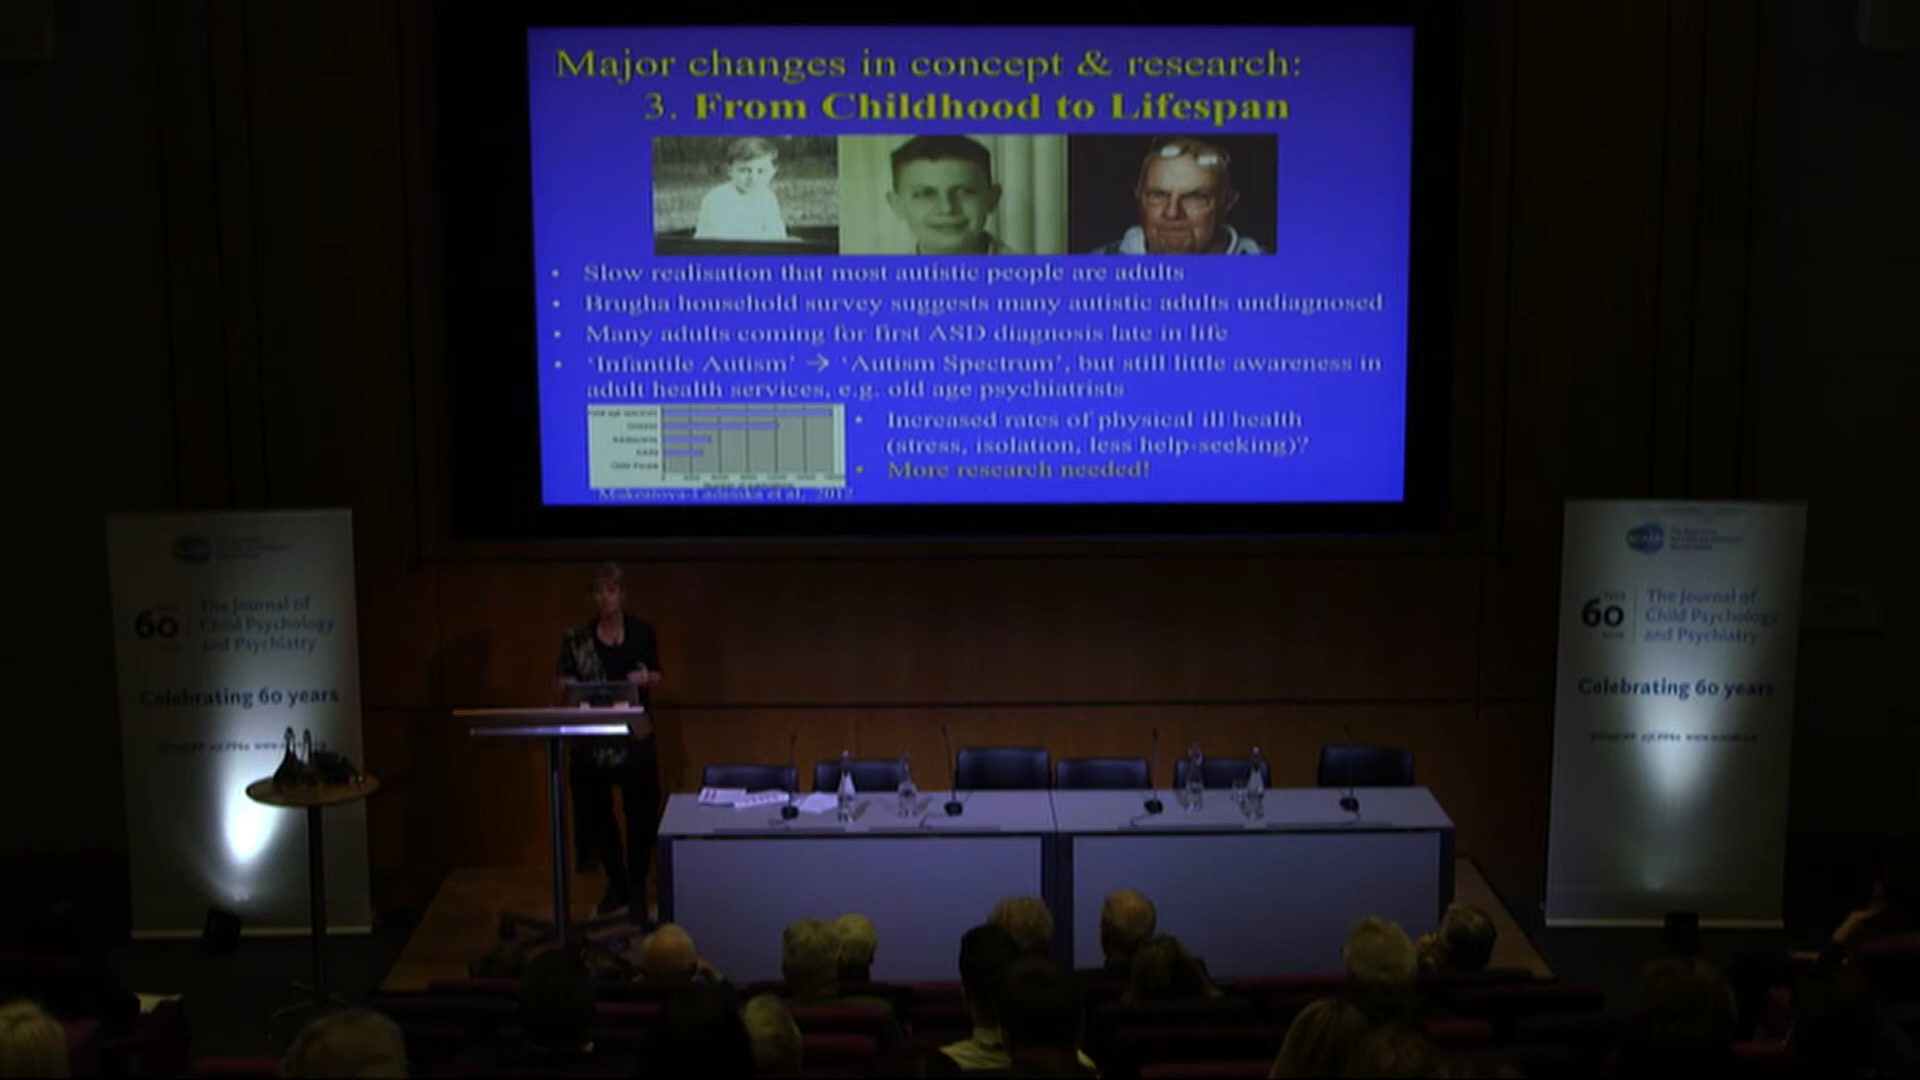 Major changes in concept & research:
3. From Childhood to Lifespan
• Slow realisation that most autistic people are adults
• Brugha household survey suggests many autistic adults undiagnosed
• Many adults coming for first ASD diagnosis late in life
• ‘Infantile Autism’ → ‘Autism Spectrum’, but still little awareness in
adult health services, e.g. old age psychiatrists
• Increased rates of physical ill health
(stress, isolation, less help-seeking)?
• More research needed!
et al, 2012
60
The Journal of
Child Psychology
and Psychiatry
Celebrating 60 years
60
The Journal of
Child Psychology
and Psychiatry
Celebrating 60 years